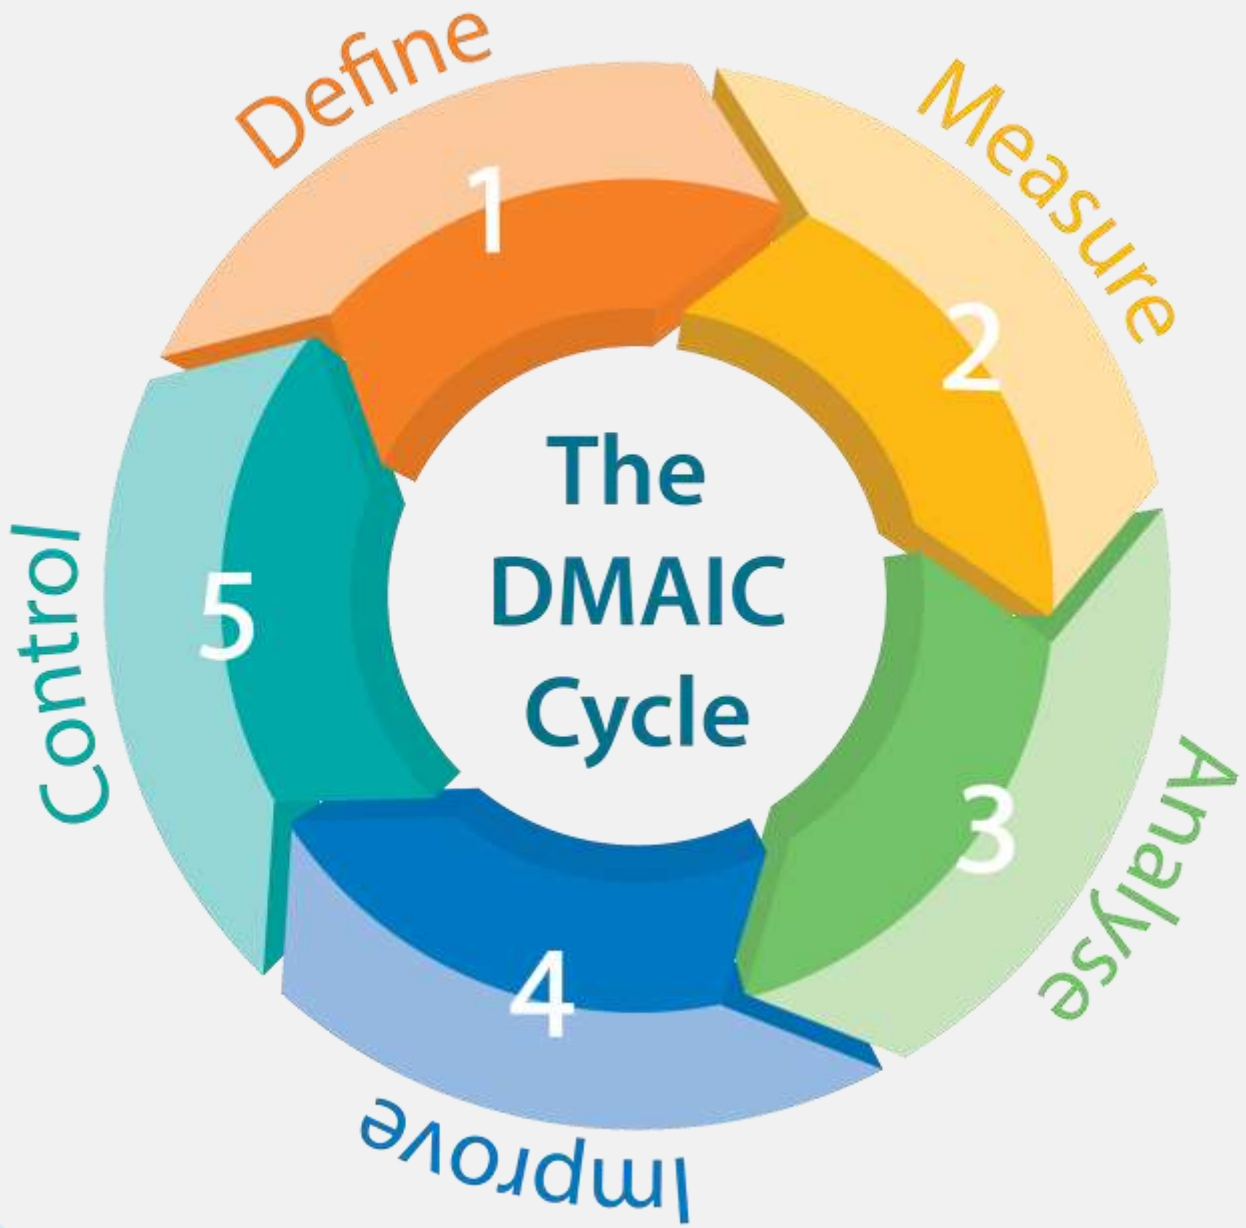 Define
1
Measure
2
Analyse
3
Improve
4
Control
5
The
DMAIC
Cycle